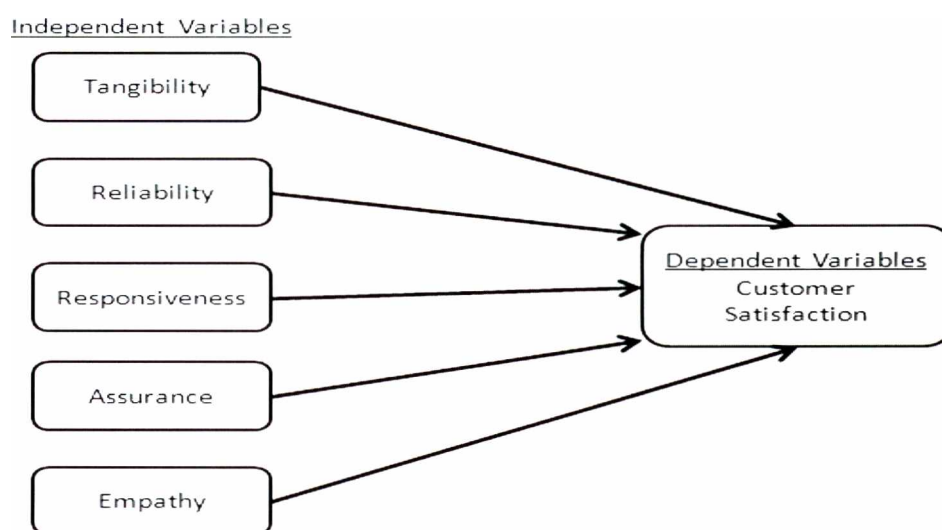 Independent Variables
Tangibility
Reliability
Responsiveness
Assurance
Empathy
Dependent Variables
Customer
Satisfaction